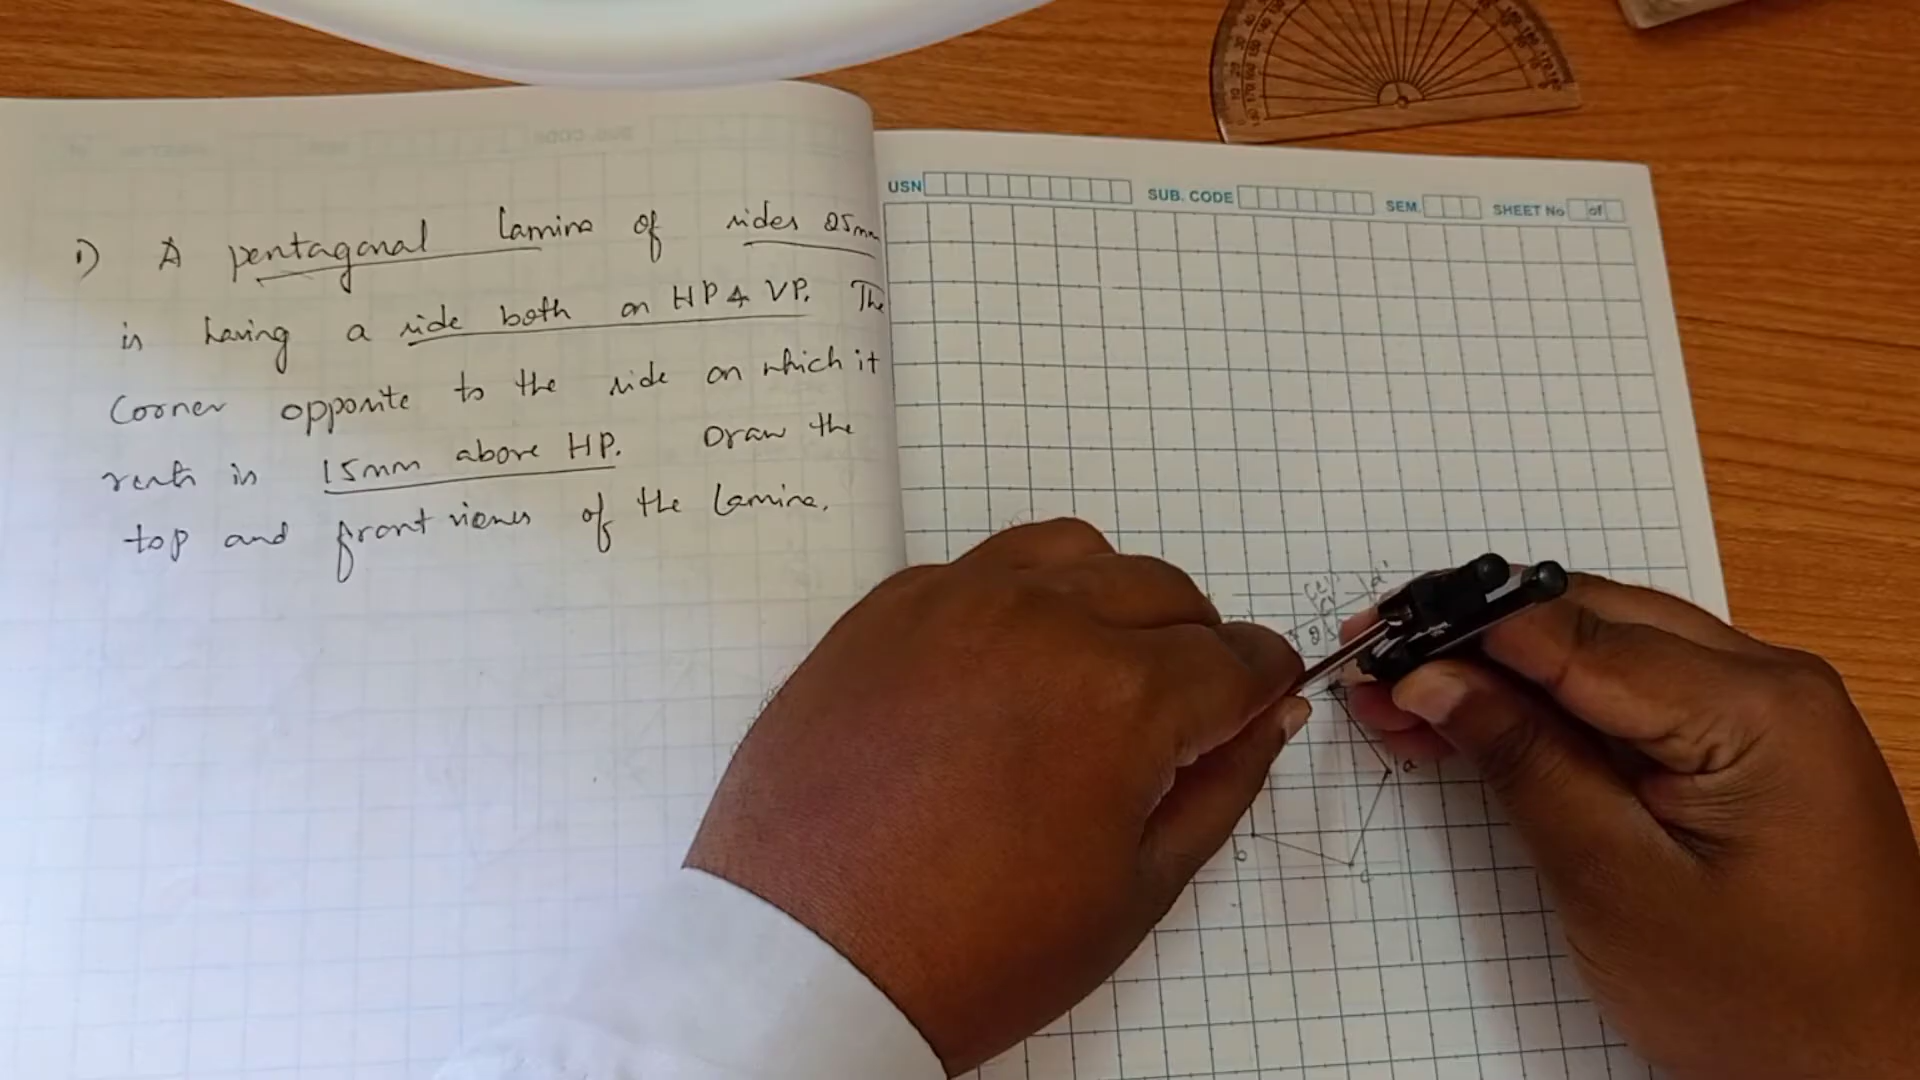 1) A pentagonal lamina of sides 25mm
is having a side both on HP & VP. The
Corner opposite to the side on which it
rests is 15mm above HP. Draw the
top and front views of the lamina.
USN SUB. CODE SEM. SHEET No of
d'
a
b
c